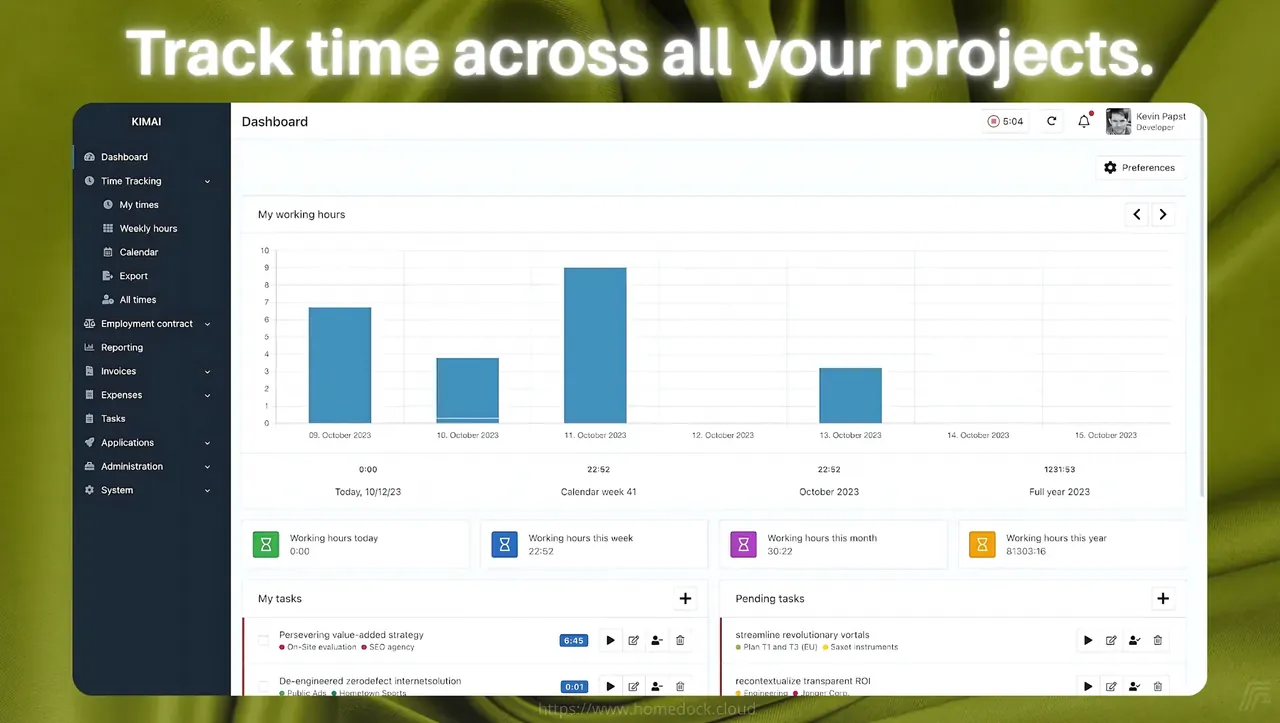 Track time across all your projects.
KIMAI
Dashboard
Time Tracking
My times
Weekly hours
Calendar
Export
All times
Employment contract
Reporting
Invoices
Expenses
Tasks
Applications
Administration
System
Dashboard
5:04
Kevin Papst
Developer
Preferences
My working hours
10
9
8
7
6
5
4
3
2
1
0
09. October 2023 10. October 2023 11. October 2023 12. October 2023 13. October 2023 14. October 2023 15. October 2023
0:00 22:52 22:52 1231:53
Today, 10/12/23 Calendar week 41 October 2023 Full year 2023
Working hours today
0:00
Working hours this week
22:52
Working hours this month
30:22
Working hours this year
81303:16
My tasks
Persevering value-added strategy
On-Site evaluation SEO agency
6:45
De-engineered zerodefect internetsolution
Public Ads Hometown Sports
0:01
Pending tasks
streamline revolutionary vortals
Plan T1 and T3 (EU) Saxet Instruments
recontextualize transparent ROI
Engineering Janger Corp.
https://www.homedock.cloud